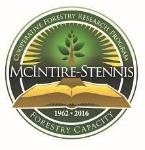 COOPERATIVE FORESTRY RESEARCH PROGRAM
MCINTIRE-STENNIS
1962 • 2016
FORESTRY CAPACITY